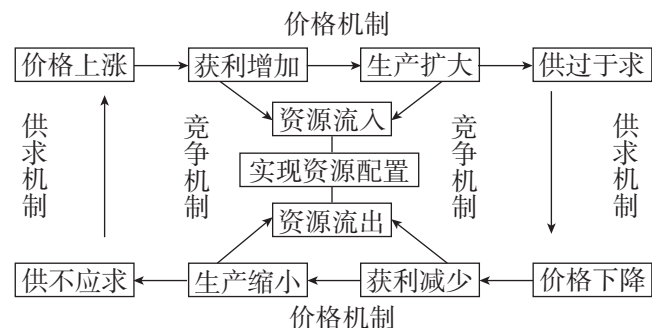 价格机制
价格上涨 获利增加 生产扩大 供过于求
资源流入
供求机制 竞争机制 竞争机制 供求机制
实现资源配置
资源流出
供不应求 生产缩小 获利减少 价格下降
价格机制